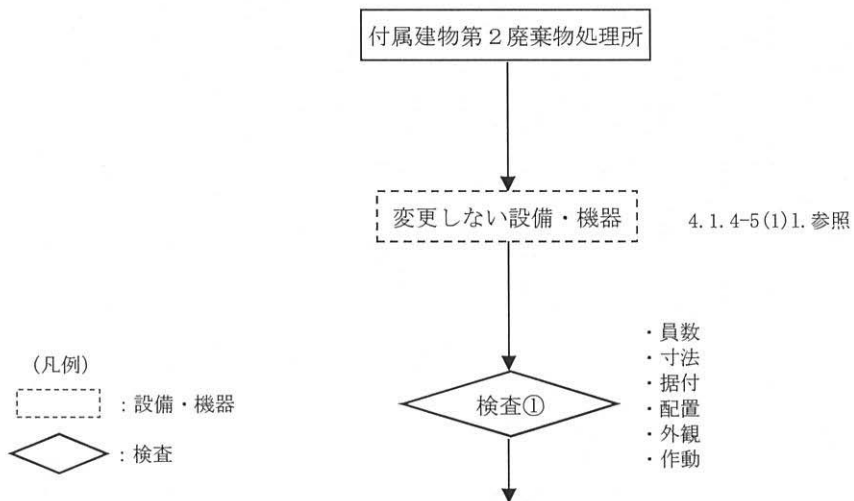 付属建物第2廃棄物処理所
変更しない設備・機器
4.1.4-5(1)l.参照
検査①
・員数
・寸法
・据付
・配置
・外観
・作動
(凡例)
：設備・機器
：検査